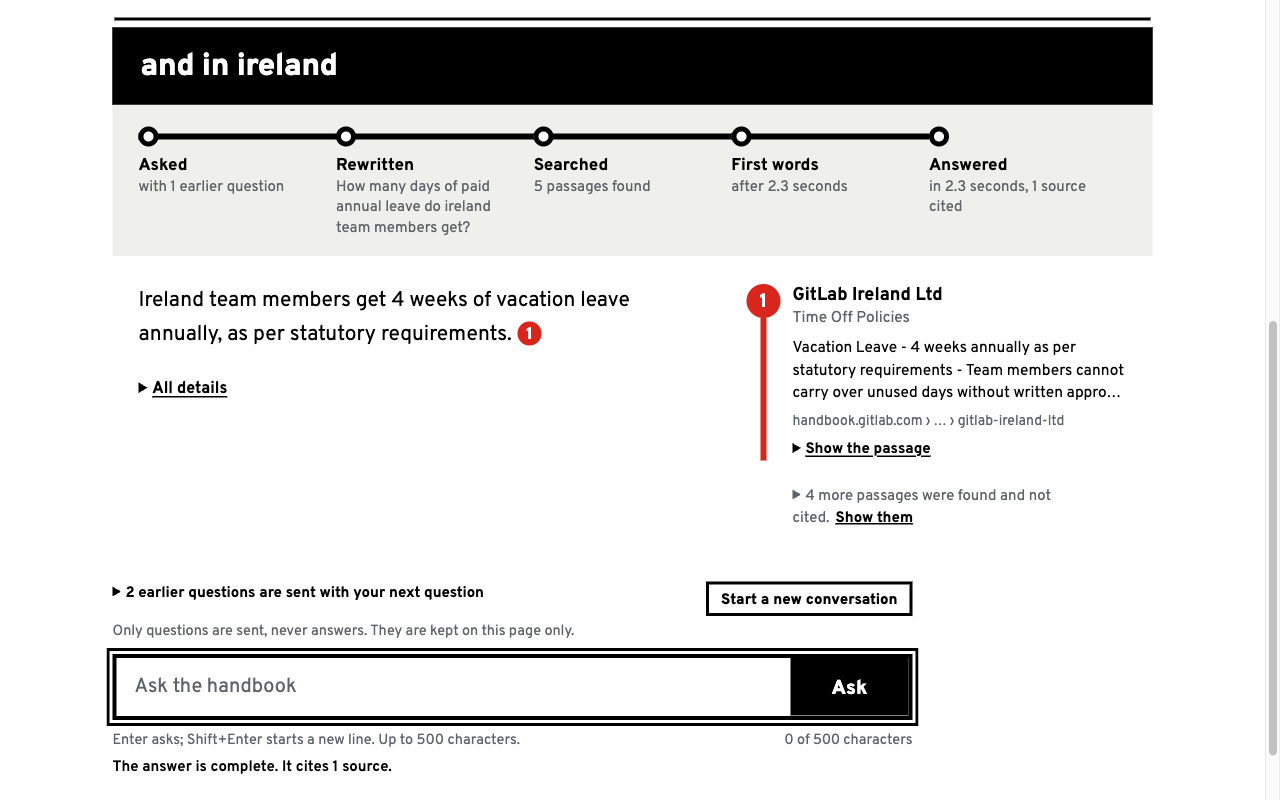 and in ireland
Asked
with 1 earlier question
Rewritten
How many days of paid
annual leave do ireland
team members get?
Searched
5 passages found
First words
after 2.3 seconds
Answered
in 2.3 seconds, 1 source
cited
Ireland team members get 4 weeks of vacation leave
annually, as per statutory requirements. 1
All details
1
GitLab Ireland Ltd
Time Off Policies
Vacation Leave - 4 weeks annually as per
statutory requirements - Team members cannot
carry over unused days without written appro…
handbook.gitlab.com › … › gitlab-ireland-ltd
Show the passage
4 more passages were found and not
cited. Show them
2 earlier questions are sent with your next question
Start a new conversation
Only questions are sent, never answers. They are kept on this page only.
Ask the handbook
Ask
Enter asks; Shift+Enter starts a new line. Up to 500 characters.
0 of 500 characters
The answer is complete. It cites 1 source.